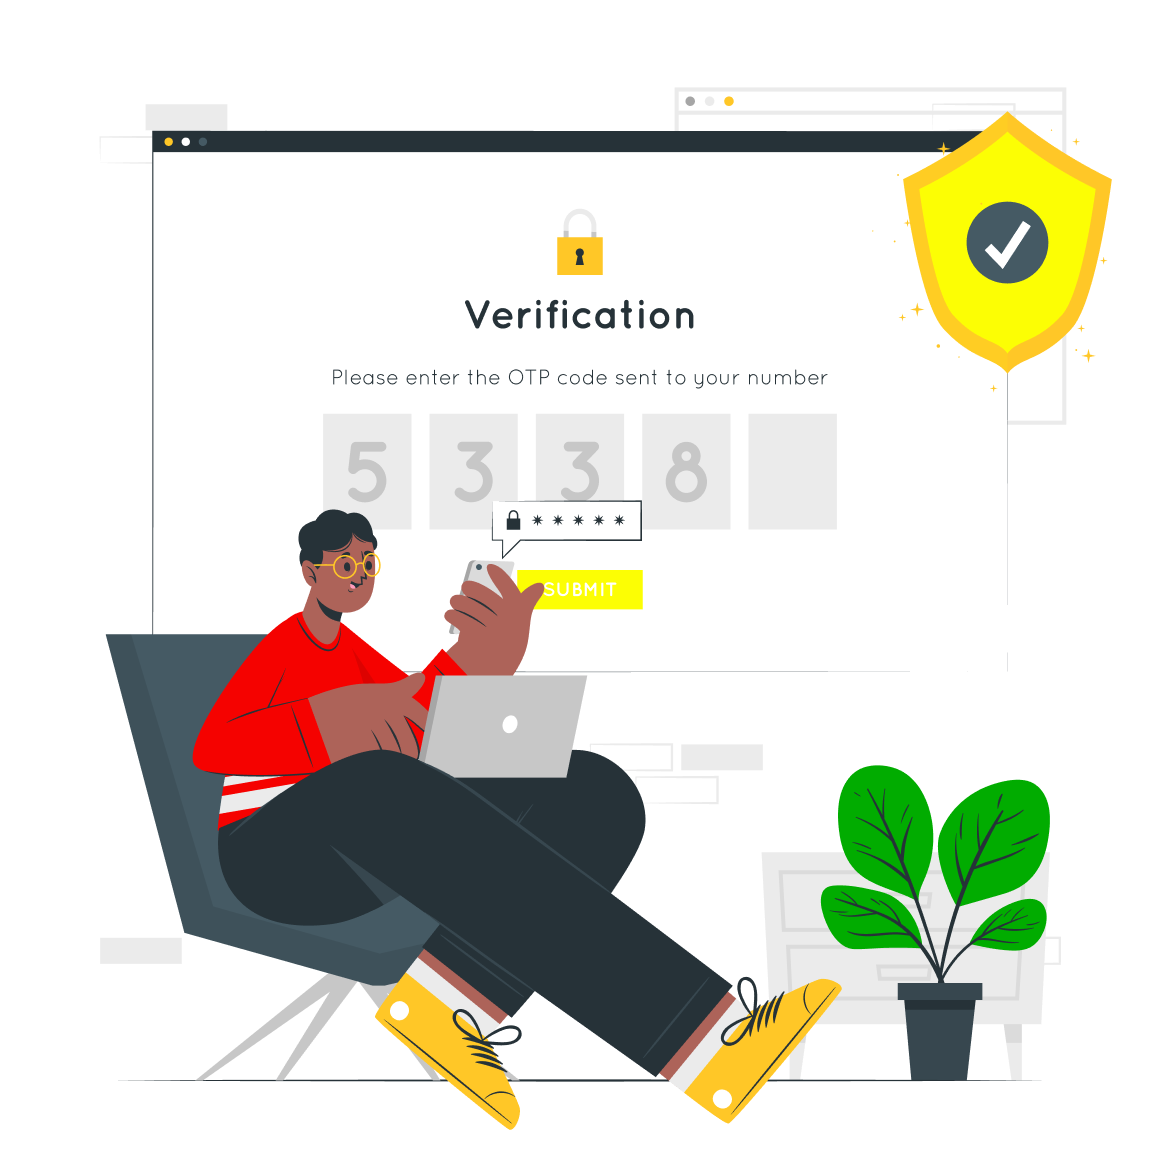 Verification
Please enter the OTP code sent to your number
5 3 3 8
* * * * *
SUBMIT